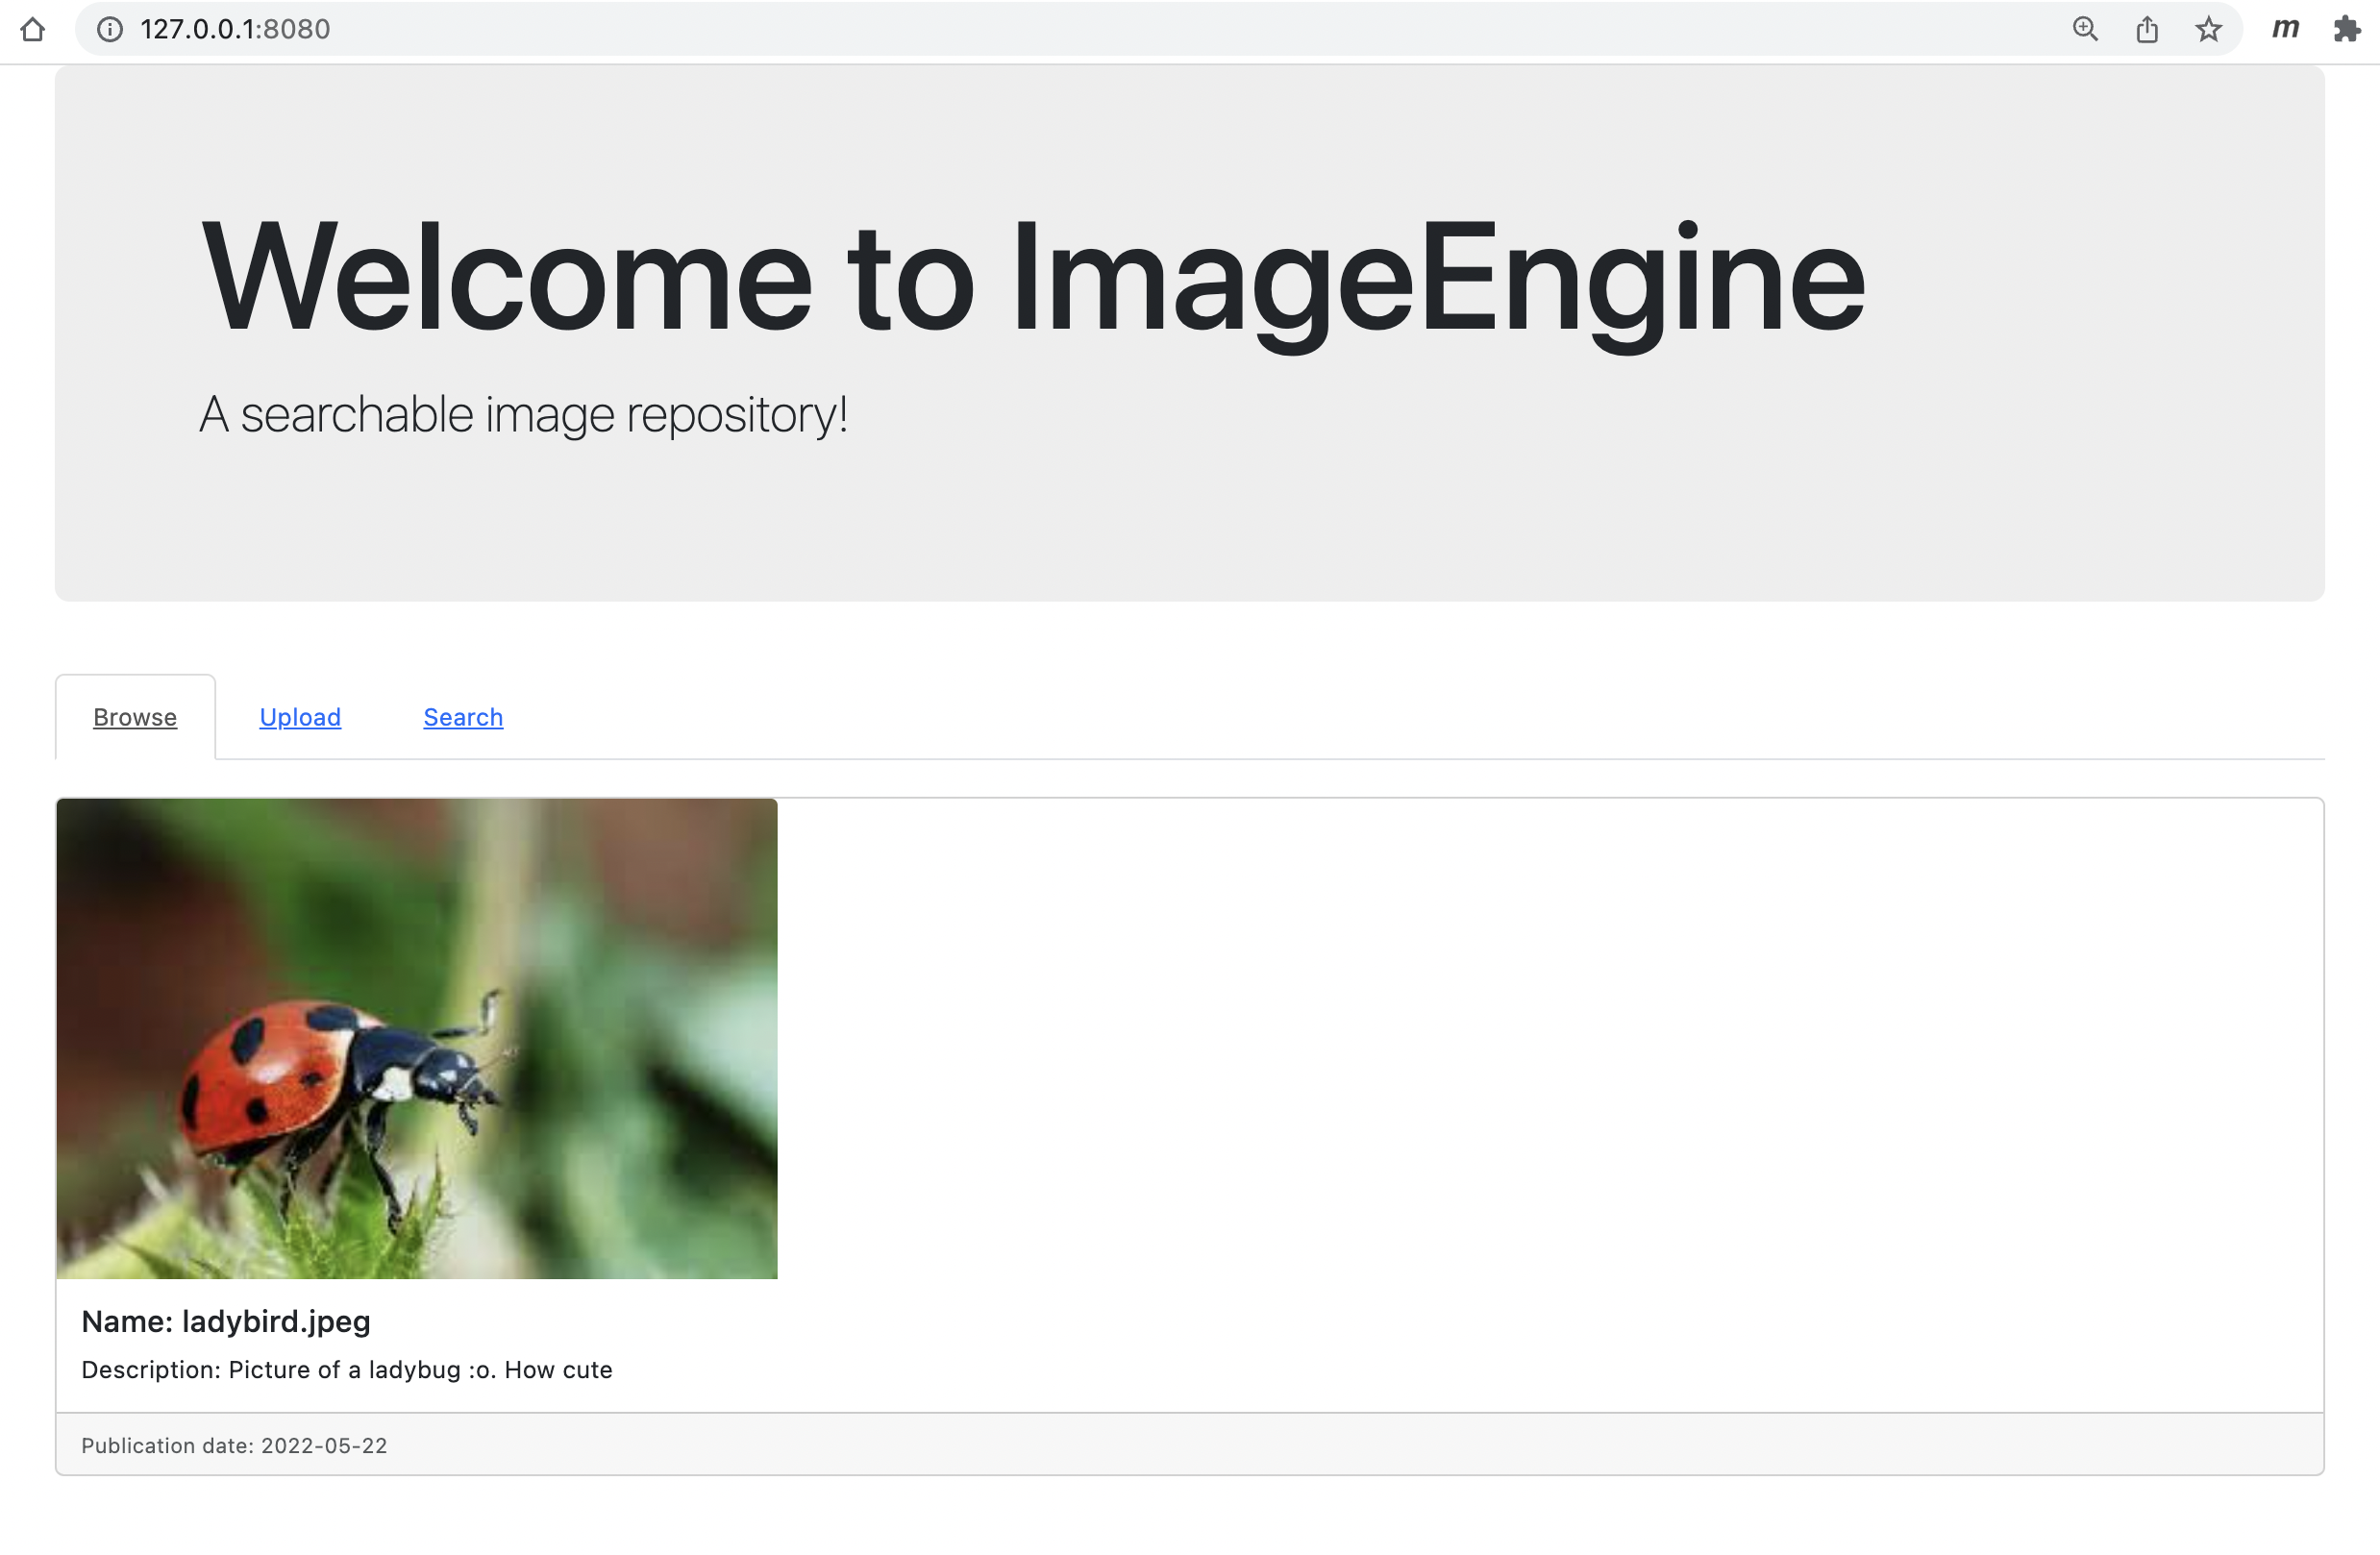 127.0.0.1:8080
m
Welcome to ImageEngine
A searchable image repository!
Browse Upload Search
Name: ladybird.jpeg
Description: Picture of a ladybug :o. How cute
Publication date: 2022-05-22